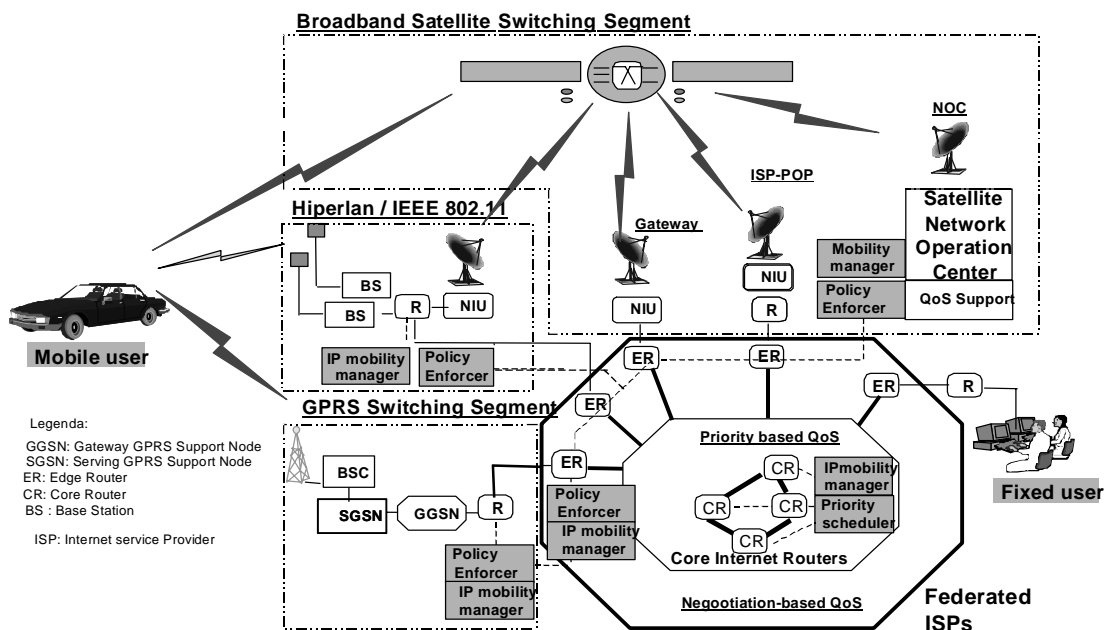 Broadband Satellite Switching Segment
NOC
ISP-POP
Satellite
Network
Operation
Center
QoS Support
Mobility
manager
Policy
Enforcer
Hiperlan / IEEE 802.11
Gateway
BS
BS
R
NIU
NIU
NIU
R
IP mobility
manager
Policy
Enforcer
Mobile user
ER
ER
ER
ER
R
GPRS Switching Segment
Legenda:
GGSN: Gateway GPRS Support Node
SGSN: Serving GPRS Support Node
ER: Edge Router
CR: Core Router
BS : Base Station
ISP: Internet service Provider
BSC
SGSN
GGSN
R
ER
Policy
Enforcer
IP mobility
manager
Policy
Enforcer
IP mobility
manager
Priority based QoS
CR
CR
CR
CR
IPmobility
manager
Priority
scheduler
Core Internet Routers
Negootiation-based QoS
Fixed user
Federated
ISPs